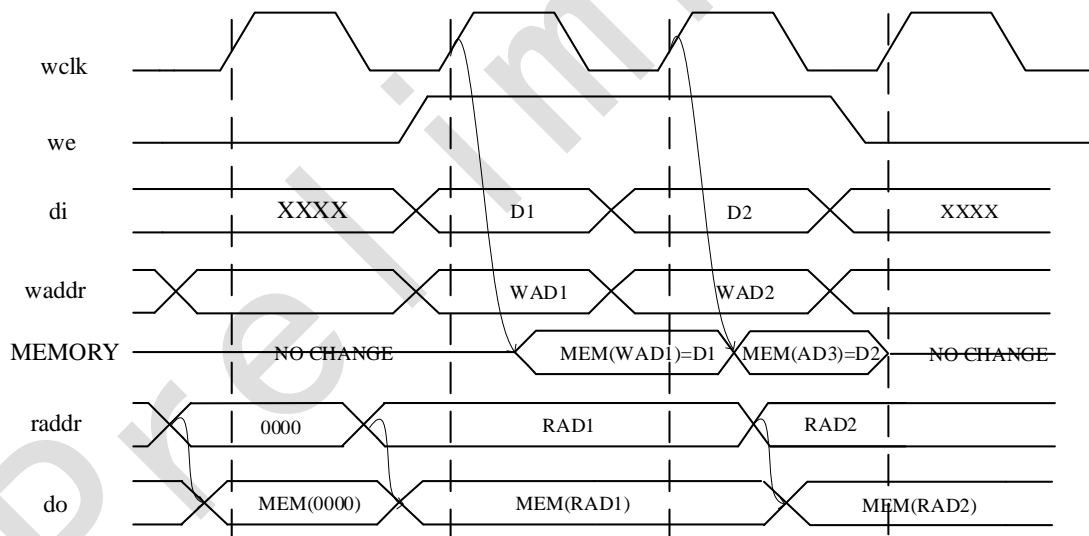 wclk
we
di XXXX D1 D2 XXXX
waddr WAD1 WAD2
MEMORY NO CHANGE MEM(WAD1)=D1 MEM(AD3)=D2 NO CHANGE
raddr 0000 RAD1 RAD2
do MEM(0000) MEM(RAD1) MEM(RAD2)
Prelim